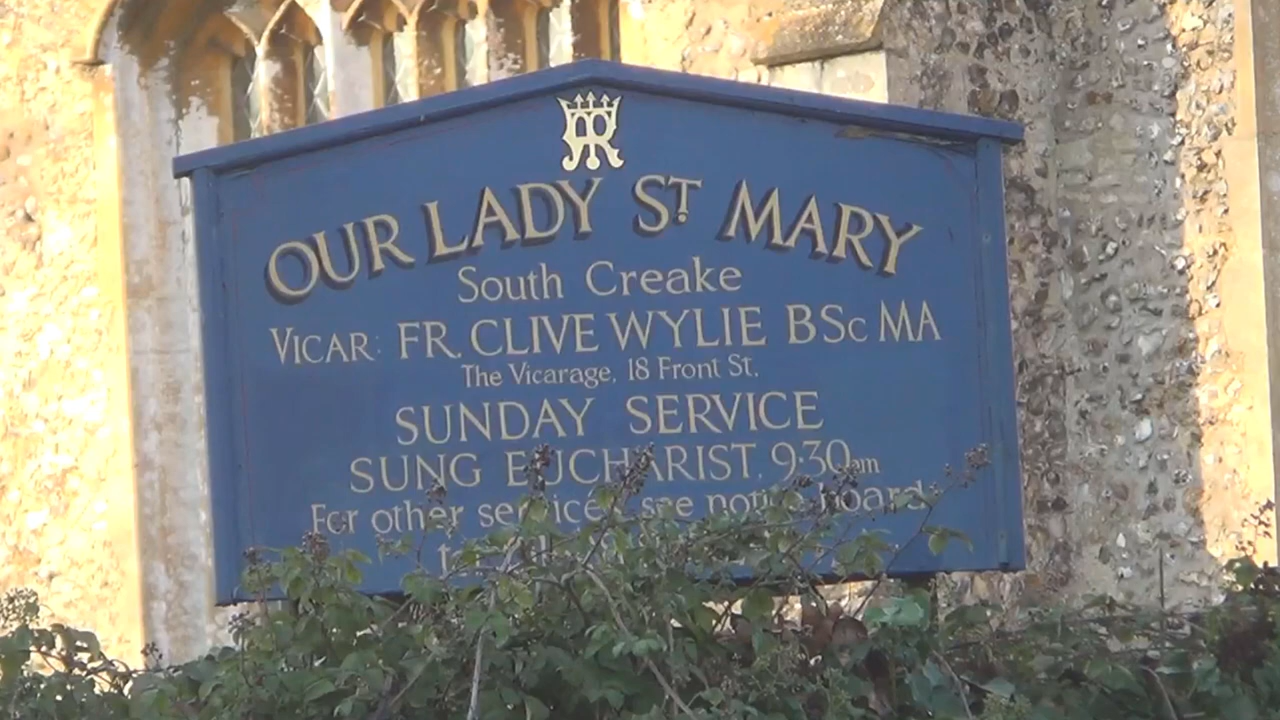 OUR LADY ST. MARY
South Creake
VICAR: FR. CLIVE WYLIE BSc MA
The Vicarage, 18 Front St,
SUNDAY SERVICE
SUNG EUCHARIST, 9·30am
For other services see notice board